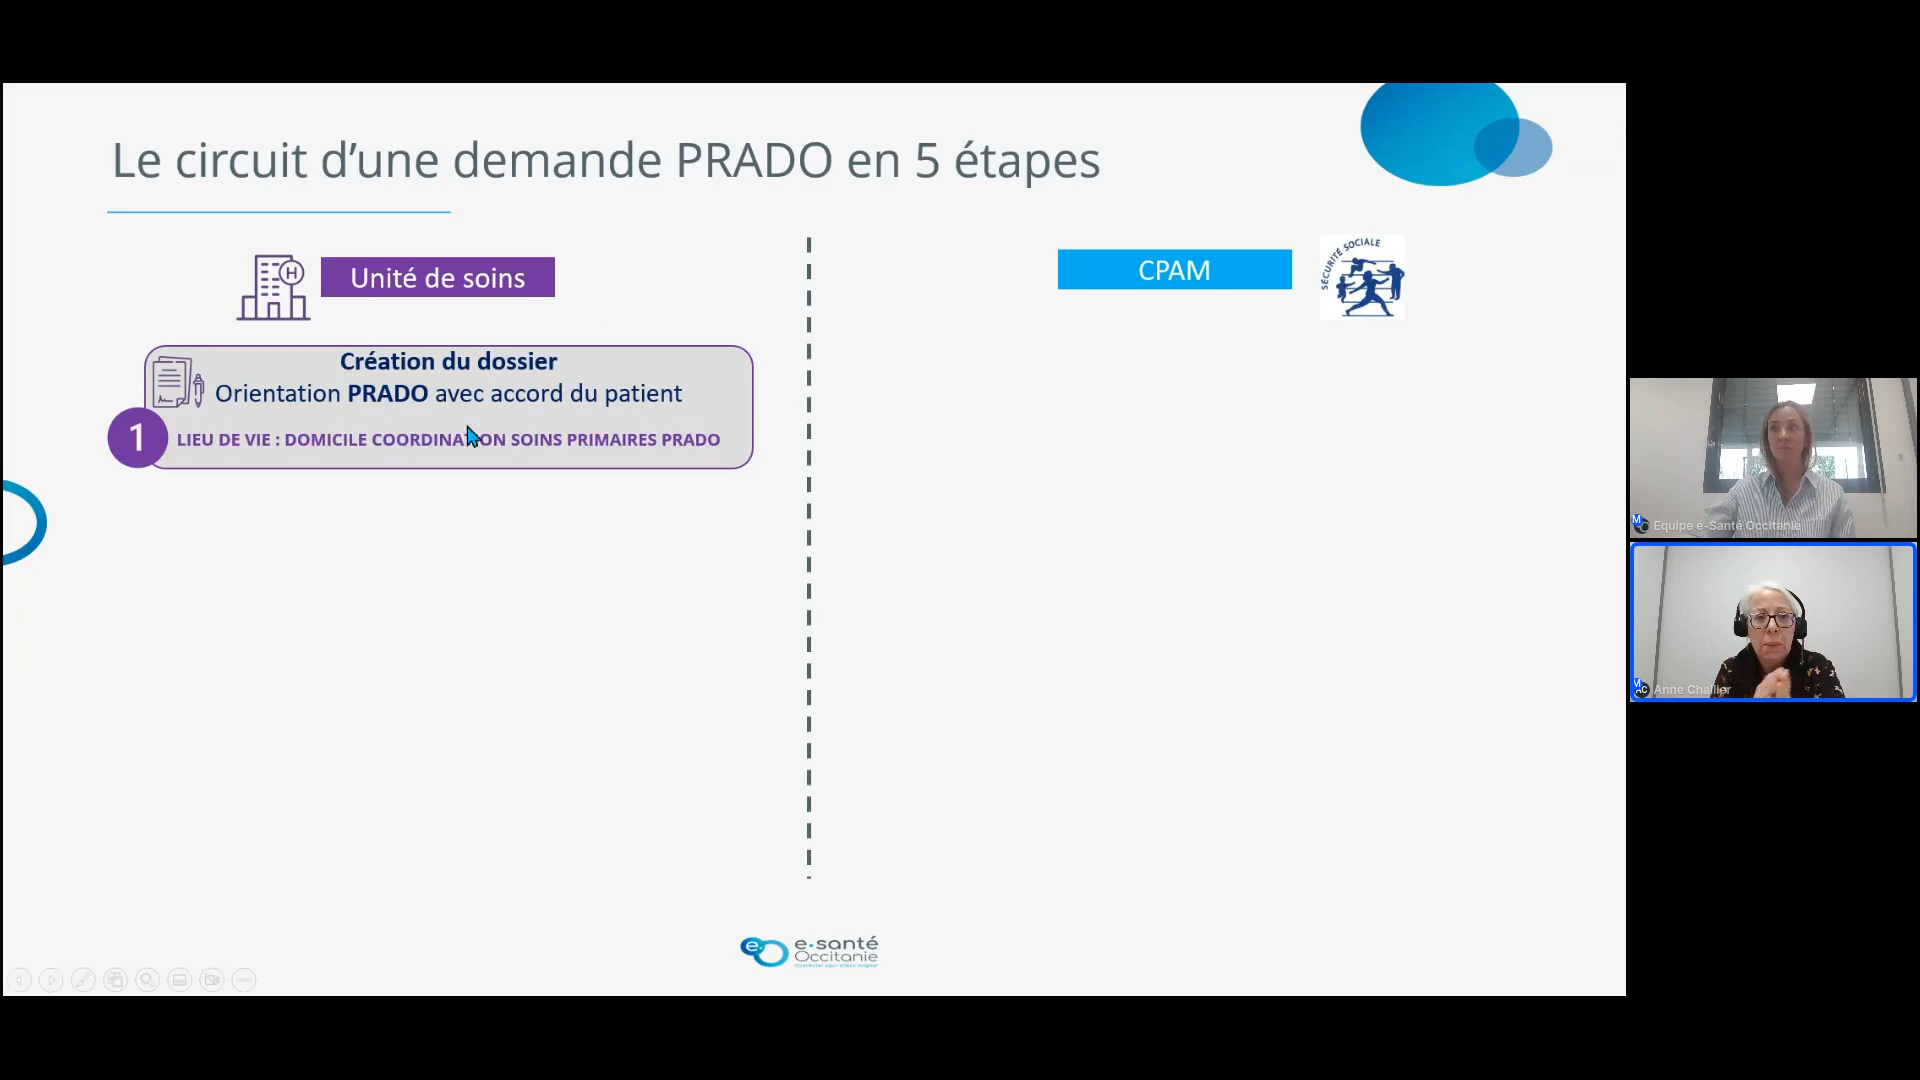 Le circuit d’une demande PRADO en 5 étapes
H
Unité de soins
CPAM
SÉCURITÉ SOCIALE
Création du dossier
Orientation PRADO avec accord du patient
1
LIEU DE VIE : DOMICILE COORDINATION SOINS PRIMAIRES PRADO
e
e·santé
Occitanie
M
Equipe e-Santé Occitanie
M
AC
Anne Challier